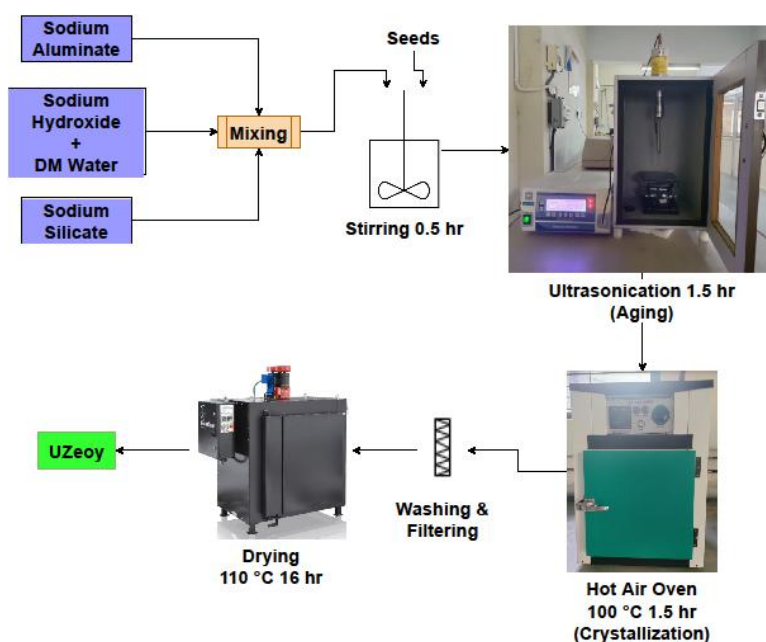 Sodium
Aluminate
Sodium
Hydroxide
+
DM Water
Sodium
Silicate
Mixing
Seeds
Stirring 0.5 hr
Ultrasonication 1.5 hr
(Aging)
Hot Air Oven
100 °C 1.5 hr
(Crystallization)
Washing &
Filtering
Drying
110 °C 16 hr
UZeoy